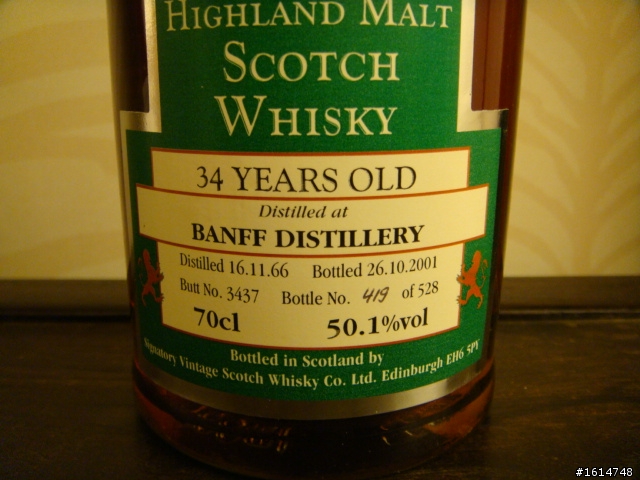 HIGHLAND MALT
SCOTCH
WHISKY
34 YEARS OLD
Distilled at
BANFF DISTILLERY
Distilled 16.11.66 Bottled 26.10.2001
Butt No. 3437 Bottle No. 419 of 528
70cl 50.1%vol
Bottled in Scotland by
Signatory Vintage Scotch Whisky Co. Ltd. Edinburgh EH6 5PY
#1614748